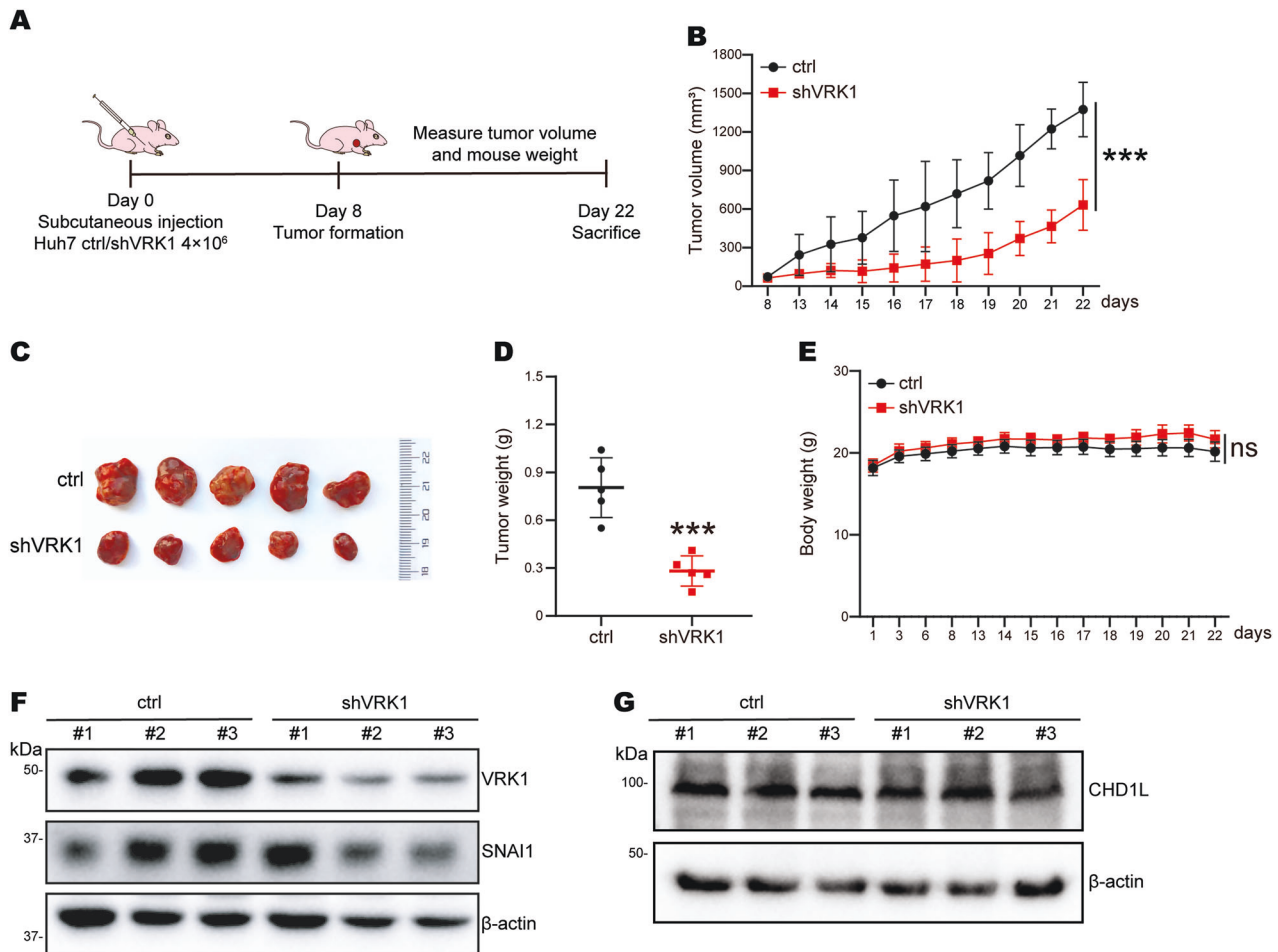 A
Measure tumor volume
and mouse weight
Day 0
Subcutaneous injection
Huh7 ctrl/shVRK1 4×10⁶
Day 8
Tumor formation
Day 22
Sacrifice
B
ctrl
shVRK1
Tumor volume (mm³)
1800
1500
1200
900
600
300
0
***
8 13 14 15 16 17 18 19 20 21 22 days
C
ctrl
shVRK1
22
21
20
19
18
D
Tumor weight (g)
1.5
1.2
0.9
0.6
0.3
0
***
ctrl shVRK1
E
ctrl
shVRK1
Body weight (g)
30
20
10
0
ns
1 3 6 8 13 14 15 16 17 18 19 20 21 22 days
F
ctrl shVRK1
#1 #2 #3 #1 #2 #3
kDa
50-
VRK1
37-
SNAI1
37-
β-actin
G
ctrl shVRK1
#1 #2 #3 #1 #2 #3
kDa
100-
CHD1L
50-
β-actin